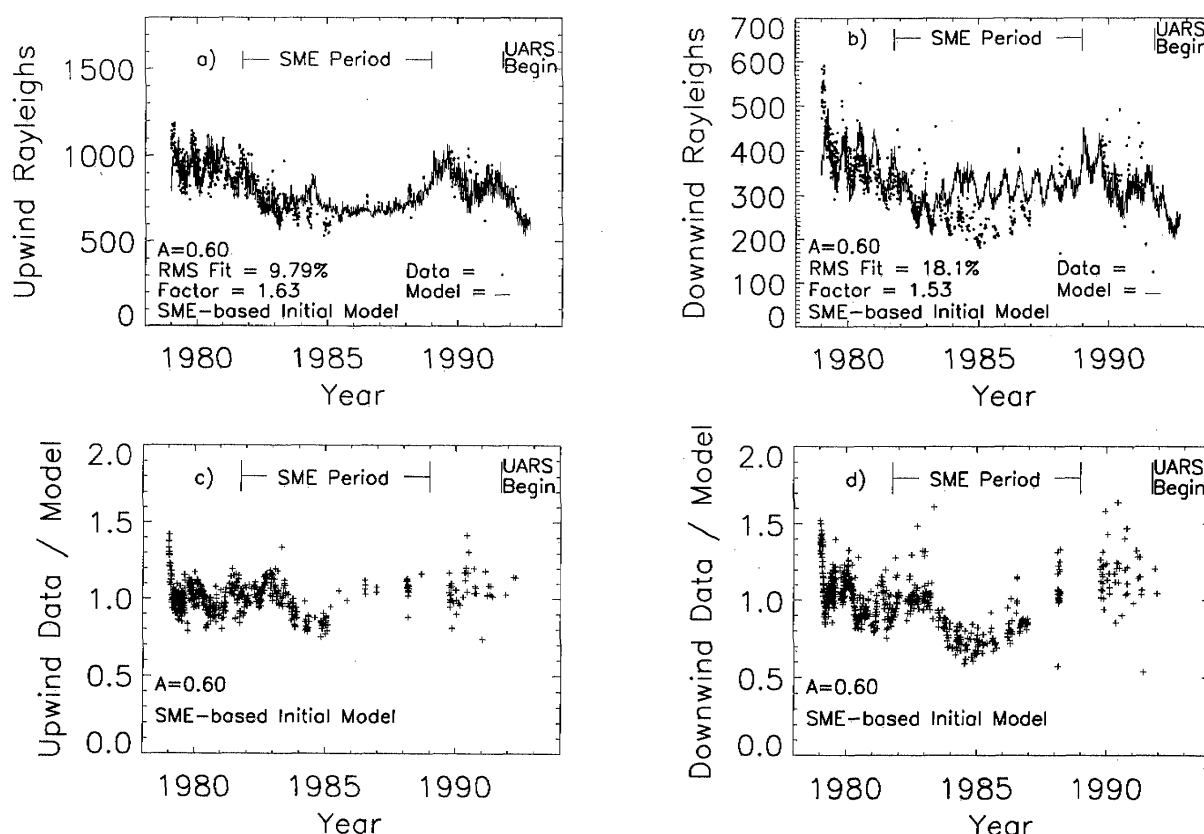 Upwind Rayleighs
1500
1000
500
0
a)
SME Period
UARS
Begin
A=0.60
RMS Fit = 9.79%
Data = .
Factor = 1.63
Model = —
SME-based Initial Model
1980
1985
1990
Year
Downwind Rayleighs
700
600
500
400
300
200
100
0
b)
SME Period
UARS
Begin
A=0.60
RMS Fit = 18.1%
Data = .
Factor = 1.53
Model = —
SME-based Initial Model
1980
1985
1990
Year
Upwind Data / Model
2.0
1.5
1.0
0.5
0.0
c)
SME Period
UARS
Begin
A=0.60
SME-based Initial Model
1980
1985
1990
Year
Downwind Data / Model
2.0
1.5
1.0
0.5
0.0
d)
SME Period
UARS
Begin
A=0.60
SME-based Initial Model
1980
1985
1990
Year